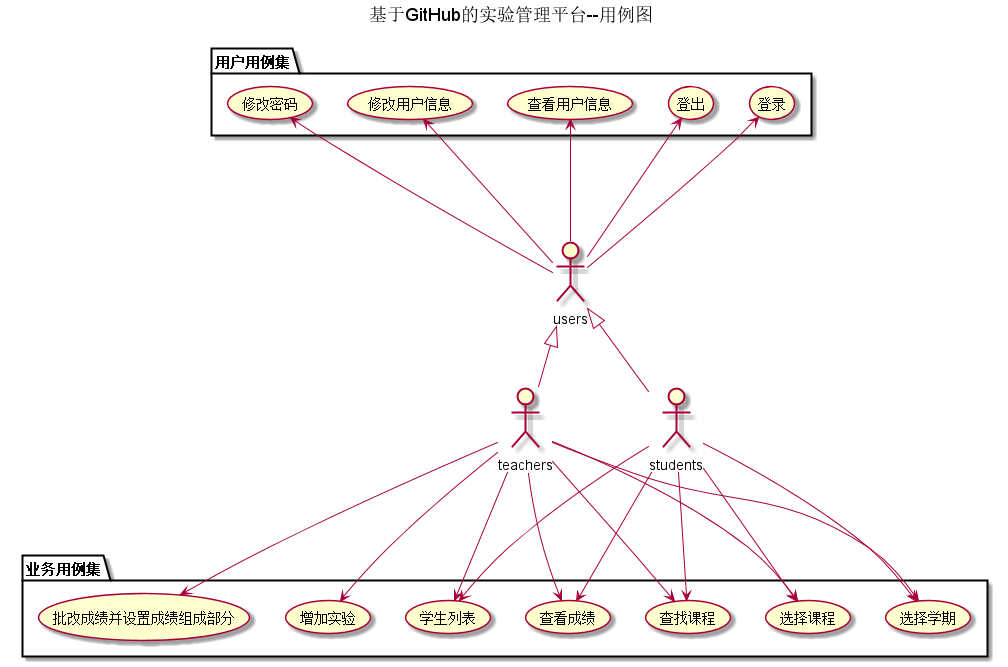 基于GitHub的实验管理平台--用例图
用户用例集
修改密码
修改用户信息
查看用户信息
登出
登录
users
teachers
students
业务用例集
批改成绩并设置成绩组成部分
增加实验
学生列表
查看成绩
查找课程
选择课程
选择学期